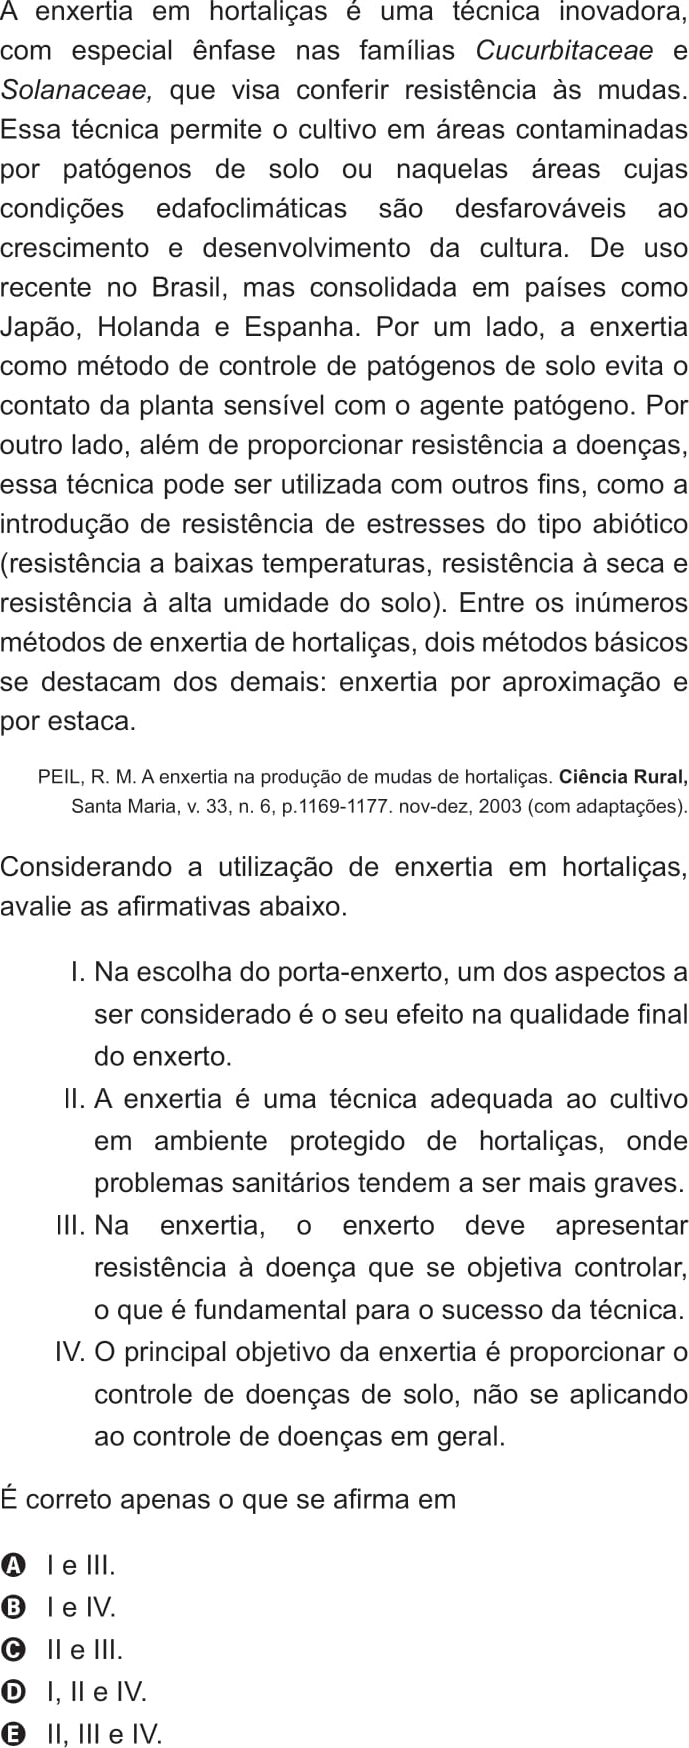 A enxertia em hortaliças é uma técnica inovadora,
com especial ênfase nas famílias Cucurbitaceae e
Solanaceae, que visa conferir resistência às mudas.
Essa técnica permite o cultivo em áreas contaminadas
por patógenos de solo ou naquelas áreas cujas
condições edafoclimáticas são desfarováveis ao
crescimento e desenvolvimento da cultura. De uso
recente no Brasil, mas consolidada em países como
Japão, Holanda e Espanha. Por um lado, a enxertia
como método de controle de patógenos de solo evita o
contato da planta sensível com o agente patógeno. Por
outro lado, além de proporcionar resistência a doenças,
essa técnica pode ser utilizada com outros fins, como a
introdução de resistência de estresses do tipo abiótico
(resistência a baixas temperaturas, resistência à seca e
resistência à alta umidade do solo). Entre os inúmeros
métodos de enxertia de hortaliças, dois métodos básicos
se destacam dos demais: enxertia por aproximação e
por estaca.
PEIL, R. M. A enxertia na produção de mudas de hortaliças. Ciência Rural,
Santa Maria, v. 33, n. 6, p.1169-1177. nov-dez, 2003 (com adaptações).
Considerando a utilização de enxertia em hortaliças,
avalie as afirmativas abaixo.
I. Na escolha do porta-enxerto, um dos aspectos a
ser considerado é o seu efeito na qualidade final
do enxerto.
II. A enxertia é uma técnica adequada ao cultivo
em ambiente protegido de hortaliças, onde
problemas sanitários tendem a ser mais graves.
III. Na enxertia, o enxerto deve apresentar
resistência à doença que se objetiva controlar,
o que é fundamental para o sucesso da técnica.
IV. O principal objetivo da enxertia é proporcionar o
controle de doenças de solo, não se aplicando
ao controle de doenças em geral.
É correto apenas o que se afirma em
A I e III.
B I e IV.
C II e III.
D I, II e IV.
E II, III e IV.